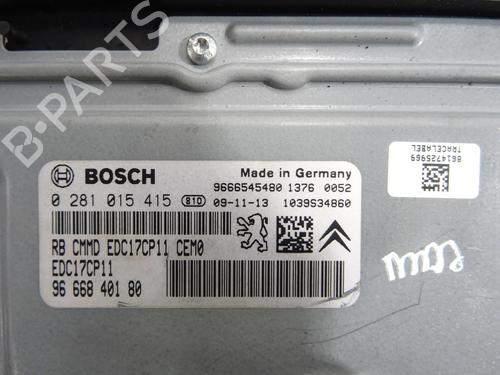 B-PARTS
BOSCH
Made in Germany
9666545480 1376 0052
0 281 015 415 810 09-11-13 1039S34860
RB CMMD EDC17CP11 CEM0
EDC17CP11
96 668 401 80
8614725969
TRACELABEL